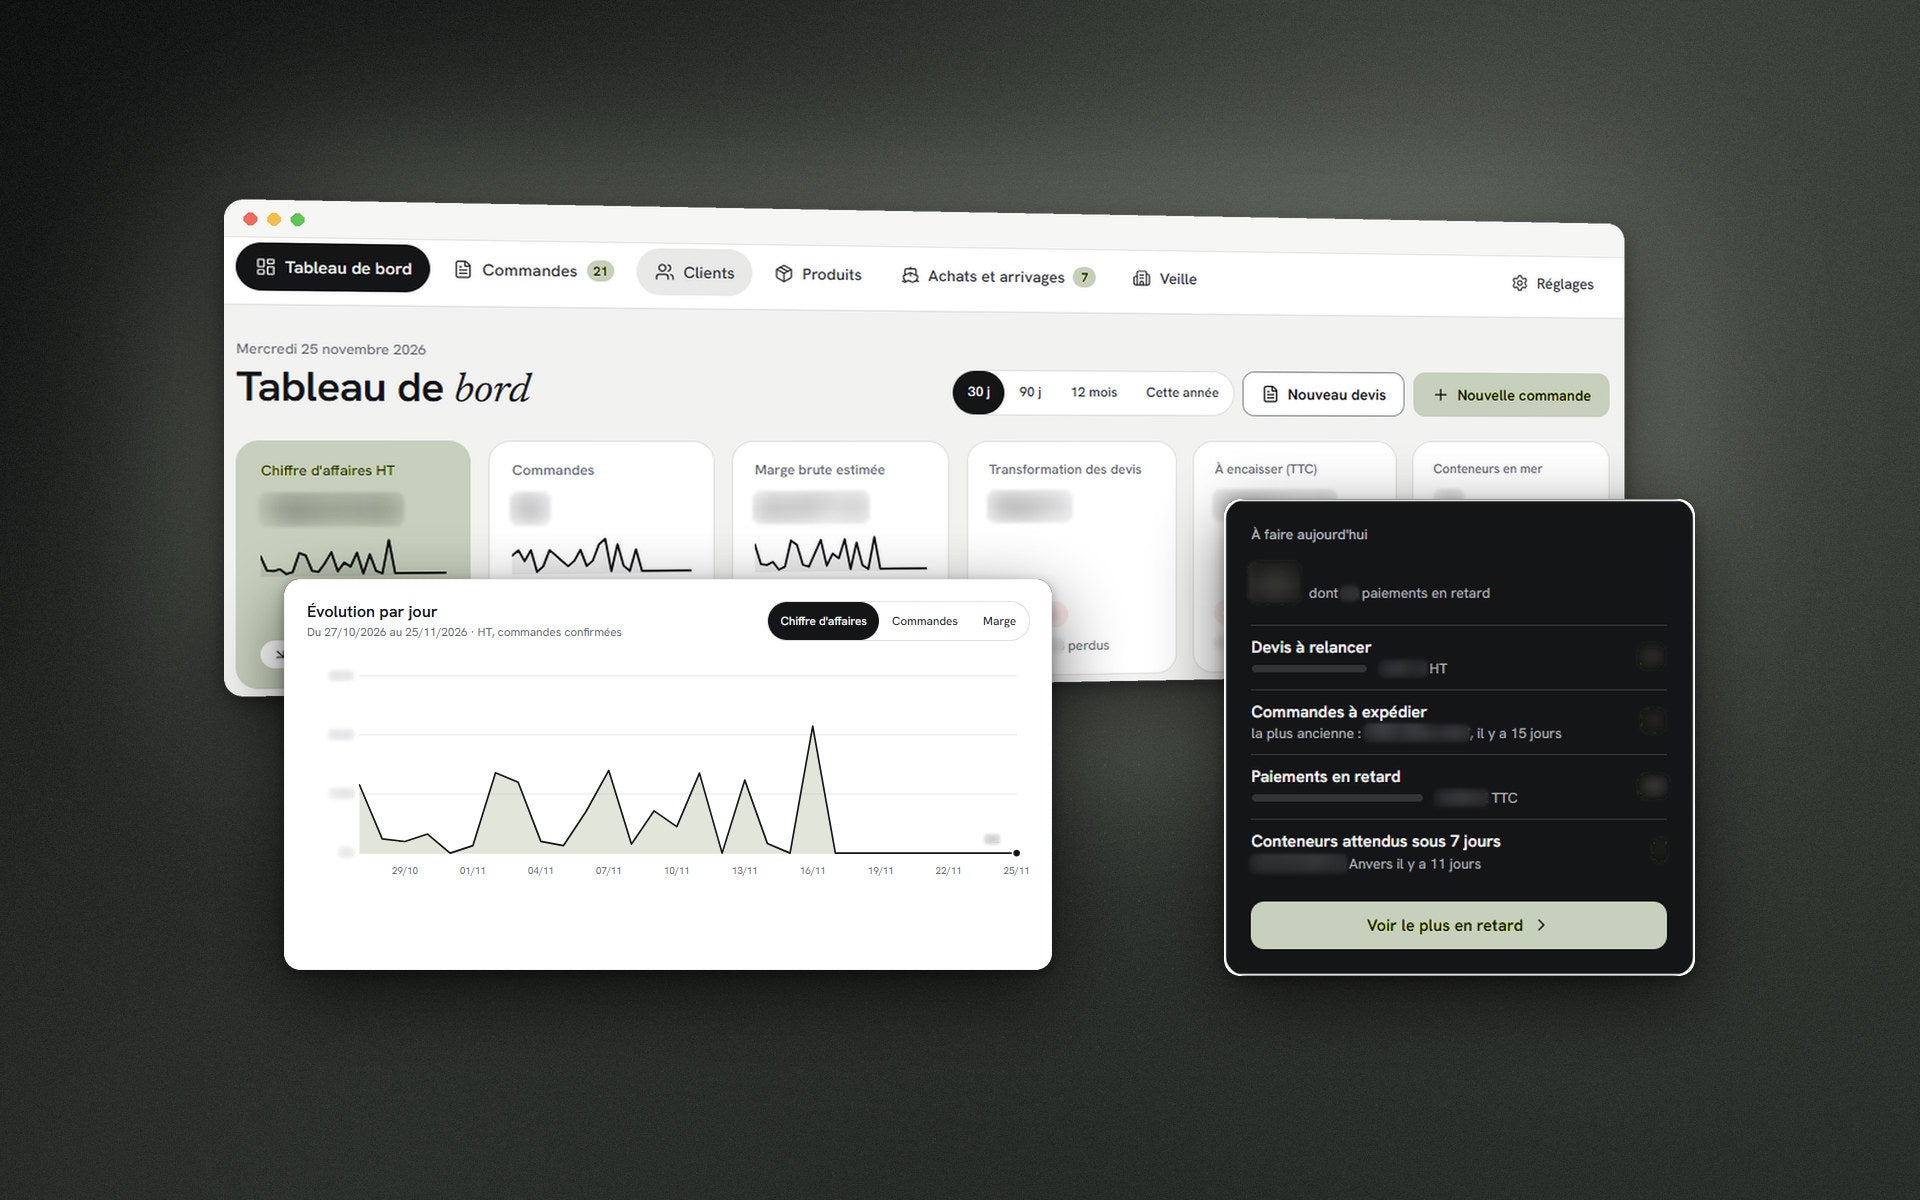 Tableau de bord
Commandes 21
Clients
Produits
Achats et arrivages 7
Veille
Réglages
Mercredi 25 novembre 2026
Tableau de bord
30 j
90 j
12 mois
Cette année
Nouveau devis
+ Nouvelle commande
Chiffre d'affaires HT
Commandes
Marge brute estimée
Transformation des devis
À encaisser (TTC)
Conteneurs en mer
perdus
Évolution par jour
Du 27/10/2026 au 25/11/2026 · HT, commandes confirmées
Chiffre d'affaires
Commandes
Marge
29/10
01/11
04/11
07/11
10/11
13/11
16/11
19/11
22/11
25/11
À faire aujourd'hui
dont paiements en retard
Devis à relancer
HT
Commandes à expédier
la plus ancienne : , il y a 15 jours
Paiements en retard
TTC
Conteneurs attendus sous 7 jours
Anvers il y a 11 jours
Voir le plus en retard